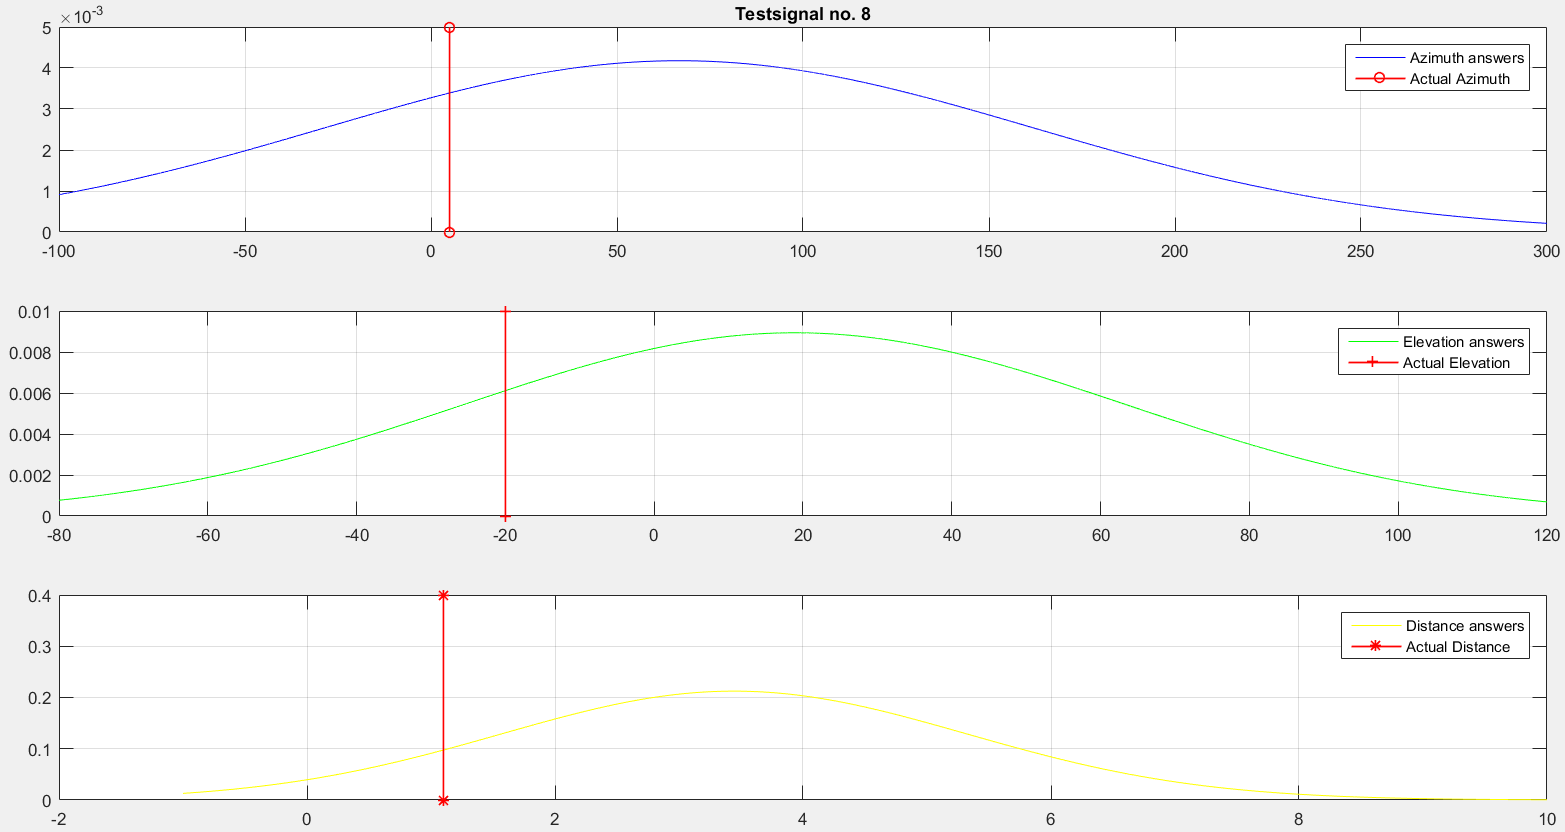 Testsignal no. 8
×10-3
5
4
3
2
1
0
-100 -50 0 50 100 150 200 250 300
Azimuth answers
Actual Azimuth
0.01
0.008
0.006
0.004
0.002
0
-80 -60 -40 -20 0 20 40 60 80 100 120
Elevation answers
Actual Elevation
0.4
0.3
0.2
0.1
0
-2 0 2 4 6 8 10
Distance answers
Actual Distance